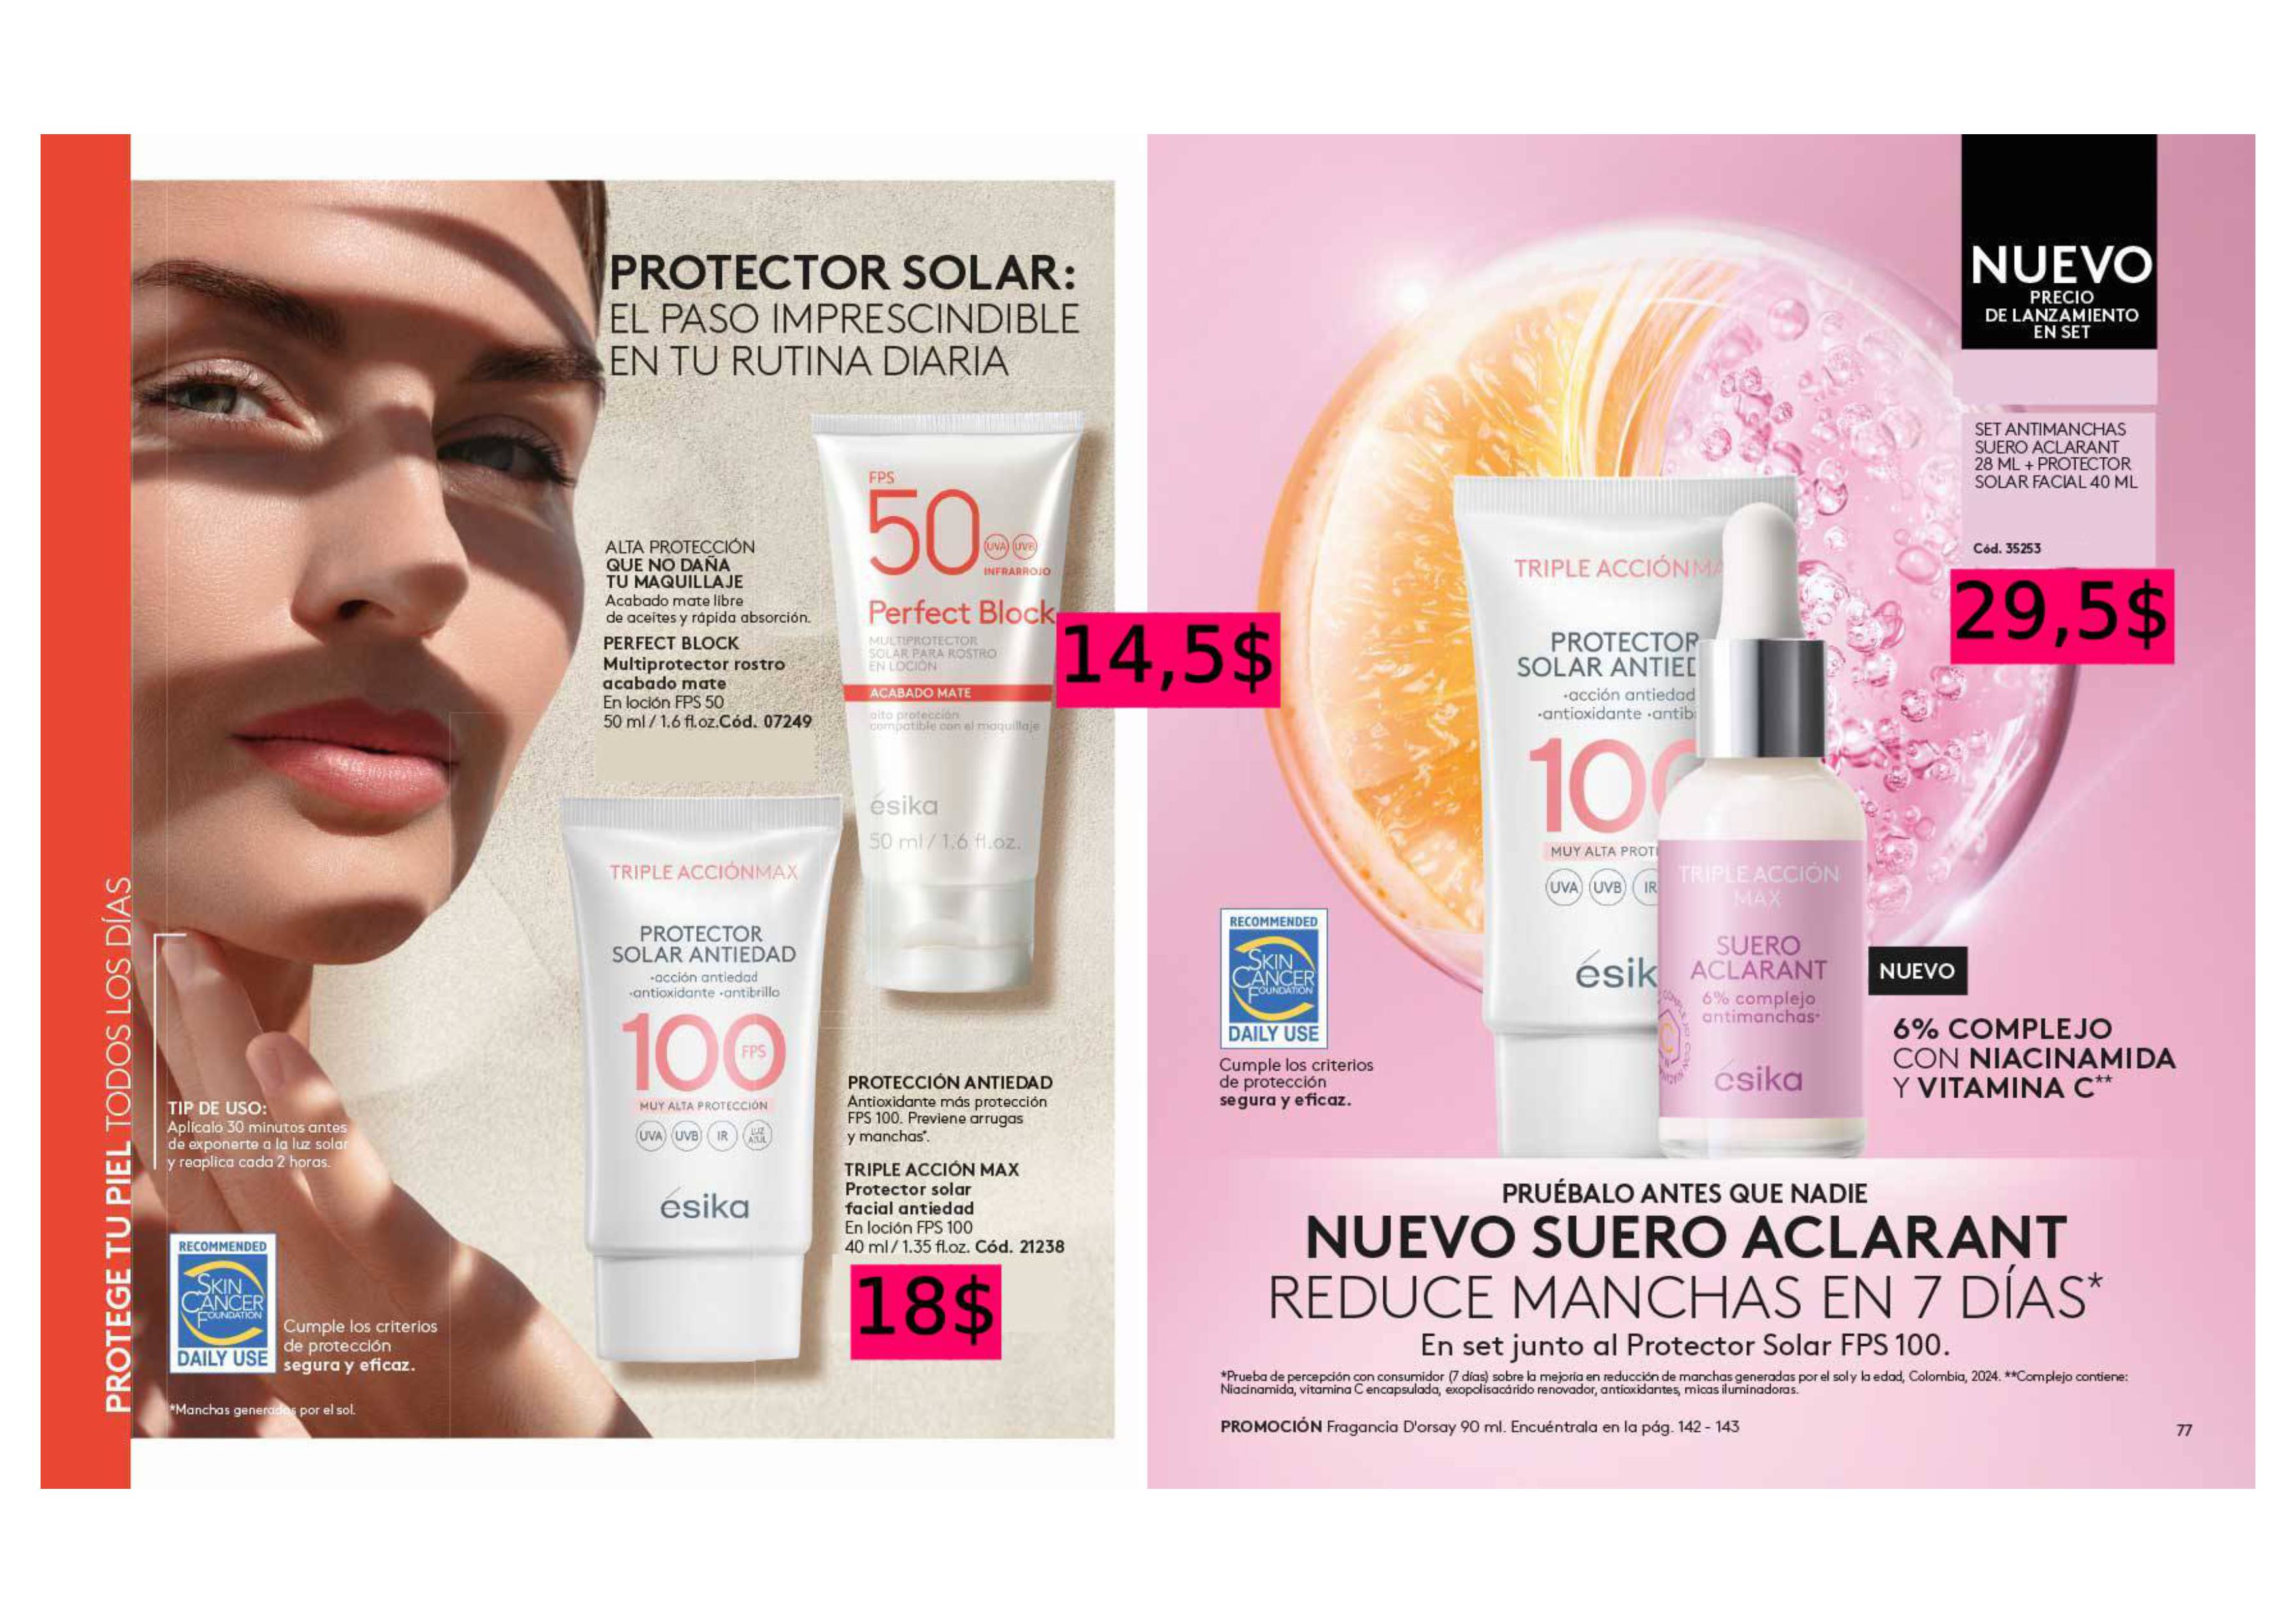 PROTEGE TU PIEL TODOS LOS DÍAS
PROTECTOR SOLAR:
EL PASO IMPRESCINDIBLE
EN TU RUTINA DIARIA
ALTA PROTECCIÓN
QUE NO DAÑA
TU MAQUILLAJE
Acabado mate libre
de aceites y rápida absorción.
PERFECT BLOCK
Multiprotector rostro
acabado mate
En loción FPS 50
50 ml / 1.6 fl.oz.Cód. 07249
FPS
50
UVA UVB
INFRARROJO
Perfect Block
MULTIPROTECTOR
SOLAR PARA ROSTRO
EN LOCIÓN
ACABADO MATE
alta protección
compatible con el maquillaje
ésika
50 ml / 1.6 fl.oz.
14,5$
TRIPLE ACCIÓNMAX
PROTECTOR
SOLAR ANTIEDAD
·acción antiedad
·antioxidante ·antibrillo
100
FPS
MUY ALTA PROTECCIÓN
UVA UVB IR LUZ AZUL
ésika
PROTECCIÓN ANTIEDAD
Antioxidante más protección
FPS 100. Previene arrugas
y manchas*.
TRIPLE ACCIÓN MAX
Protector solar
facial antiedad
En loción FPS 100
40 ml / 1.35 fl.oz. Cód. 21238
18$
TIP DE USO:
Aplícalo 30 minutos antes
de exponerte a la luz solar
y reaplica cada 2 horas.
RECOMMENDED
SKIN
CANCER
FOUNDATION
DAILY USE
Cumple los criterios
de protección
segura y eficaz.
*Manchas generadas por el sol.
NUEVO
PRECIO
DE LANZAMIENTO
EN SET
SET ANTIMANCHAS
SUERO ACLARANT
28 ML + PROTECTOR
SOLAR FACIAL 40 ML
Cód. 35253
29,5$
TRIPLE ACCIÓNMA
PROTECTOR
SOLAR ANTIED
·acción antiedad
·antioxidante ·antib
100
MUY ALTA PROTE
UVA UVB IR
ésik
TRIPLE ACCIÓN
MAX
SUERO
ACLARANT
6% complejo
antimanchas+
ésika
RECOMMENDED
SKIN
CANCER
FOUNDATION
DAILY USE
Cumple los criterios
de protección
segura y eficaz.
NUEVO
6% COMPLEJO
CON NIACINAMIDA
Y VITAMINA C**
PRUÉBALO ANTES QUE NADIE
NUEVO SUERO ACLARANT
REDUCE MANCHAS EN 7 DÍAS*
En set junto al Protector Solar FPS 100.
*Prueba de percepción con consumidor (7 días) sobre la mejoría en reducción de manchas generadas por el sol y la edad, Colombia, 2024. **Complejo contiene:
Niacinamida, vitamina C encapsulada, exopolisacárido renovador, antioxidantes, micas iluminadoras.
PROMOCIÓN Fragancia D'orsay 90 ml. Encuéntrala en la pág. 142 - 143
77